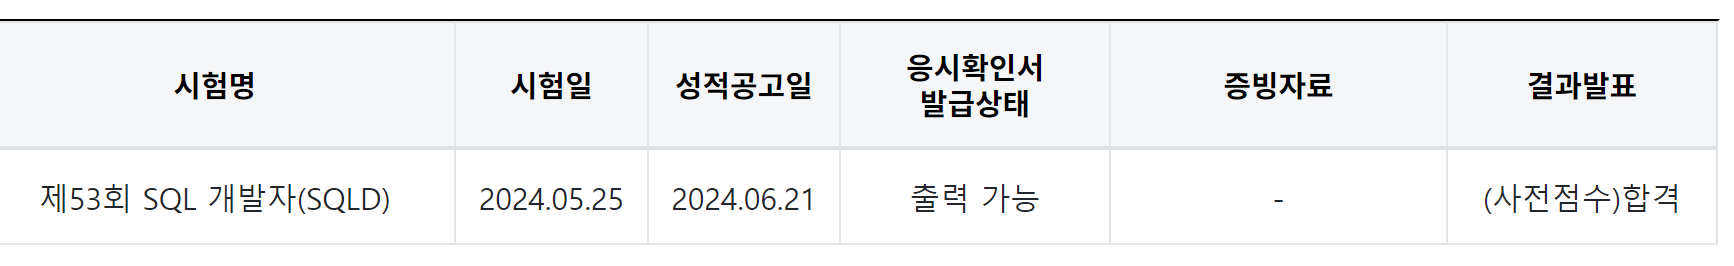 시험명 시험일 성적공고일 응시확인서 증빙자료 결과발표
발급상태
제53회 SQL 개발자(SQLD) 2024.05.25 2024.06.21 출력 가능 - (사전점수)합격